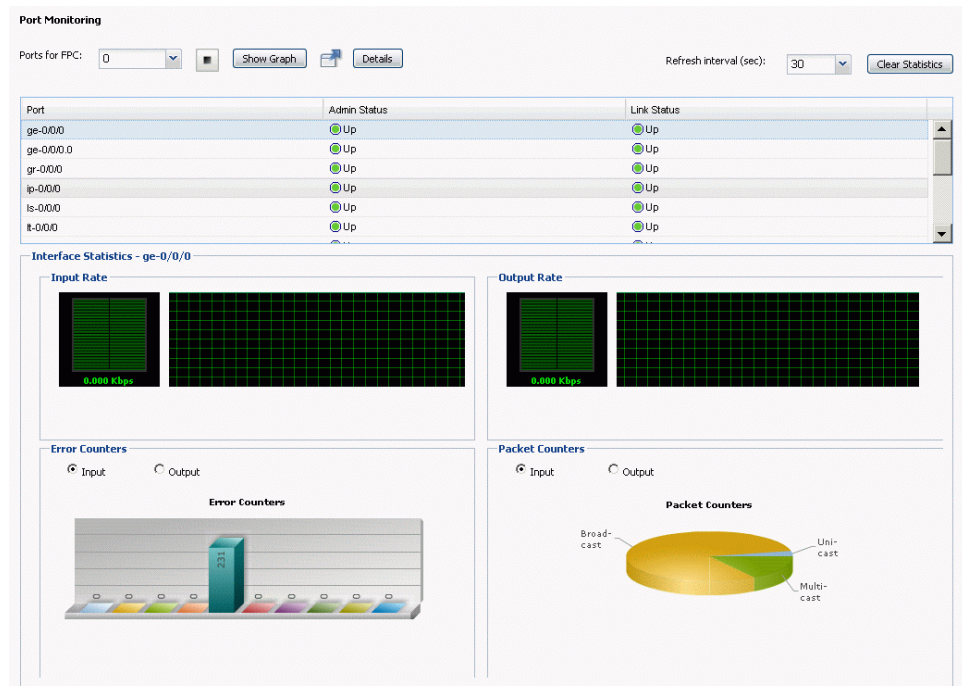 Port Monitoring
Ports for FPC: 0 Show Graph Details Refresh interval (sec): 30 Clear Statistics
Port Admin Status Link Status
ge-0/0/0 Up Up
ge-0/0/0.0 Up Up
gr-0/0/0 Up Up
ip-0/0/0 Up Up
ls-0/0/0 Up Up
lt-0/0/0 Up Up
Interface Statistics - ge-0/0/0
Input Rate
0.000 Kbps
Output Rate
0.000 Kbps
Error Counters
Input Output
Error Counters
0 0 0 0 231 0 0 0 0 0
Packet Counters
Input Output
Packet Counters
Broad-
cast
Uni-
cast
Multi-
cast